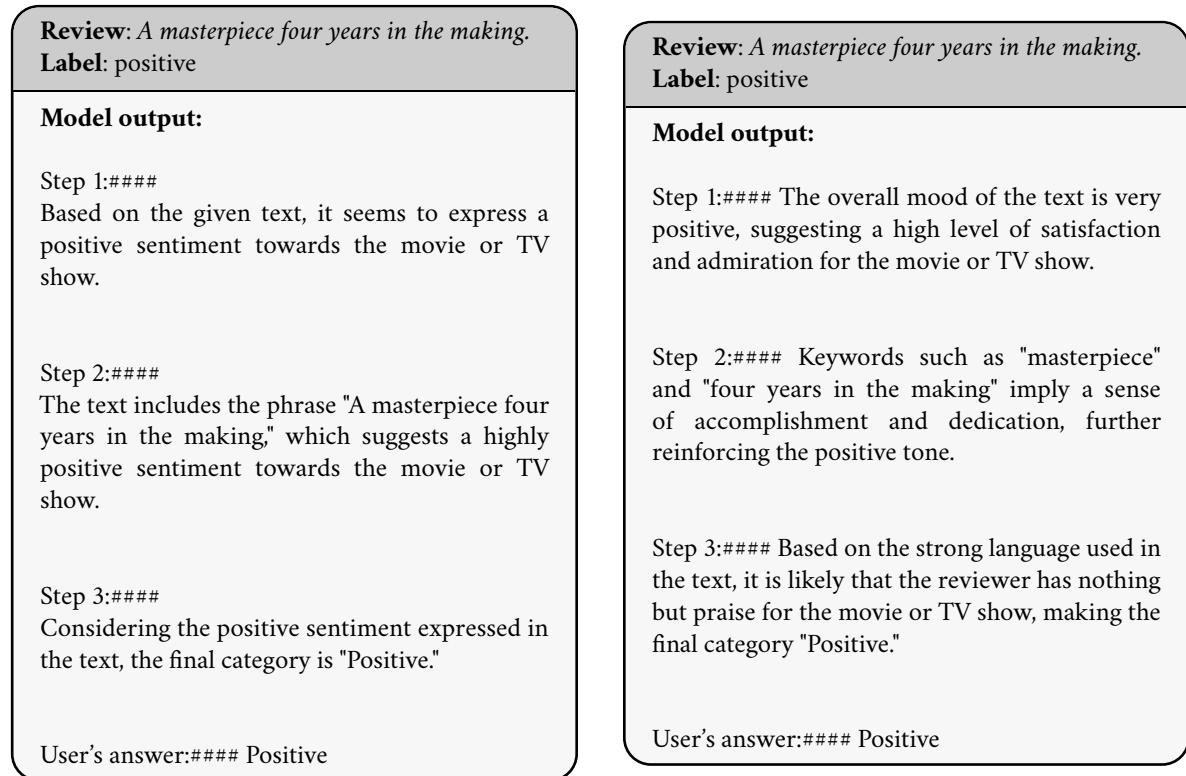 Review: A masterpiece four years in the making.
Label: positive
Model output:
Step 1:####
Based on the given text, it seems to express a
positive sentiment towards the movie or TV
show.
Step 2:####
The text includes the phrase "A masterpiece four
years in the making," which suggests a highly
positive sentiment towards the movie or TV
show.
Step 3:####
Considering the positive sentiment expressed in
the text, the final category is "Positive."
User's answer:#### Positive
Review: A masterpiece four years in the making.
Label: positive
Model output:
Step 1:#### The overall mood of the text is very
positive, suggesting a high level of satisfaction
and admiration for the movie or TV show.
Step 2:#### Keywords such as "masterpiece"
and "four years in the making" imply a sense
of accomplishment and dedication, further
reinforcing the positive tone.
Step 3:#### Based on the strong language used in
the text, it is likely that the reviewer has nothing
but praise for the movie or TV show, making the
final category "Positive."
User's answer:#### Positive